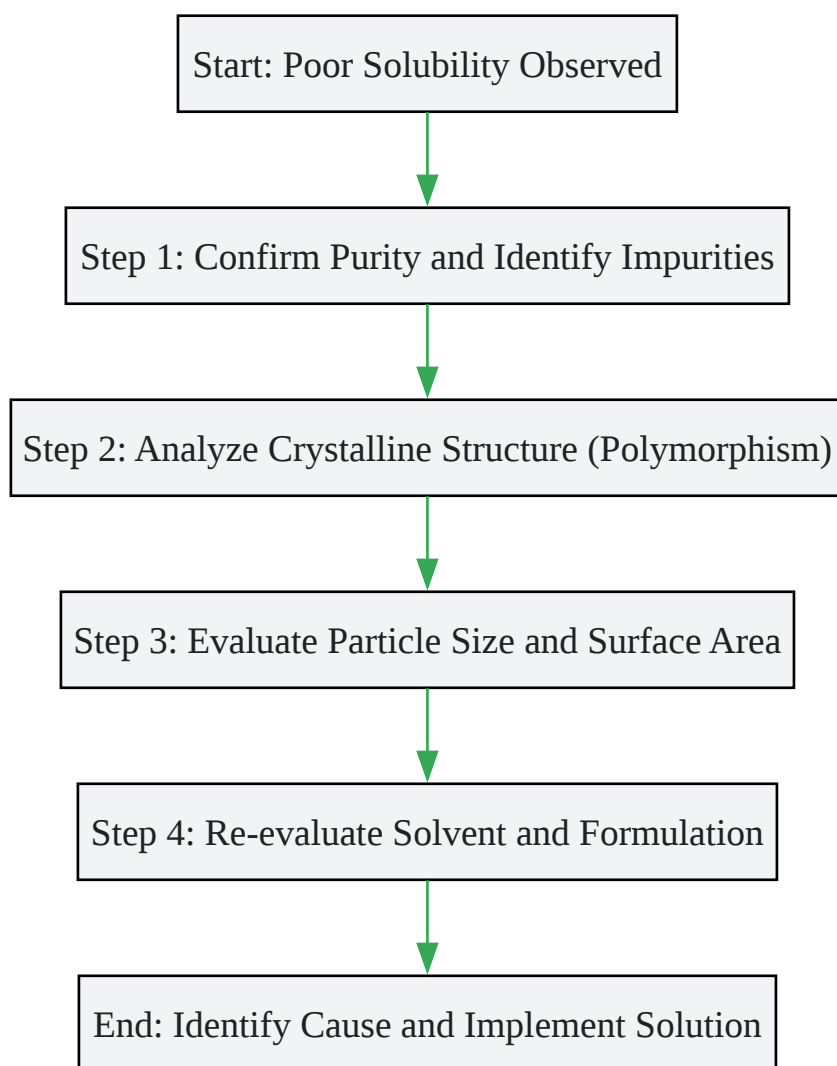 Start: Poor Solubility Observed
Step 1: Confirm Purity and Identify Impurities
Step 2: Analyze Crystalline Structure (Polymorphism)
Step 3: Evaluate Particle Size and Surface Area
Step 4: Re-evaluate Solvent and Formulation
End: Identify Cause and Implement Solution